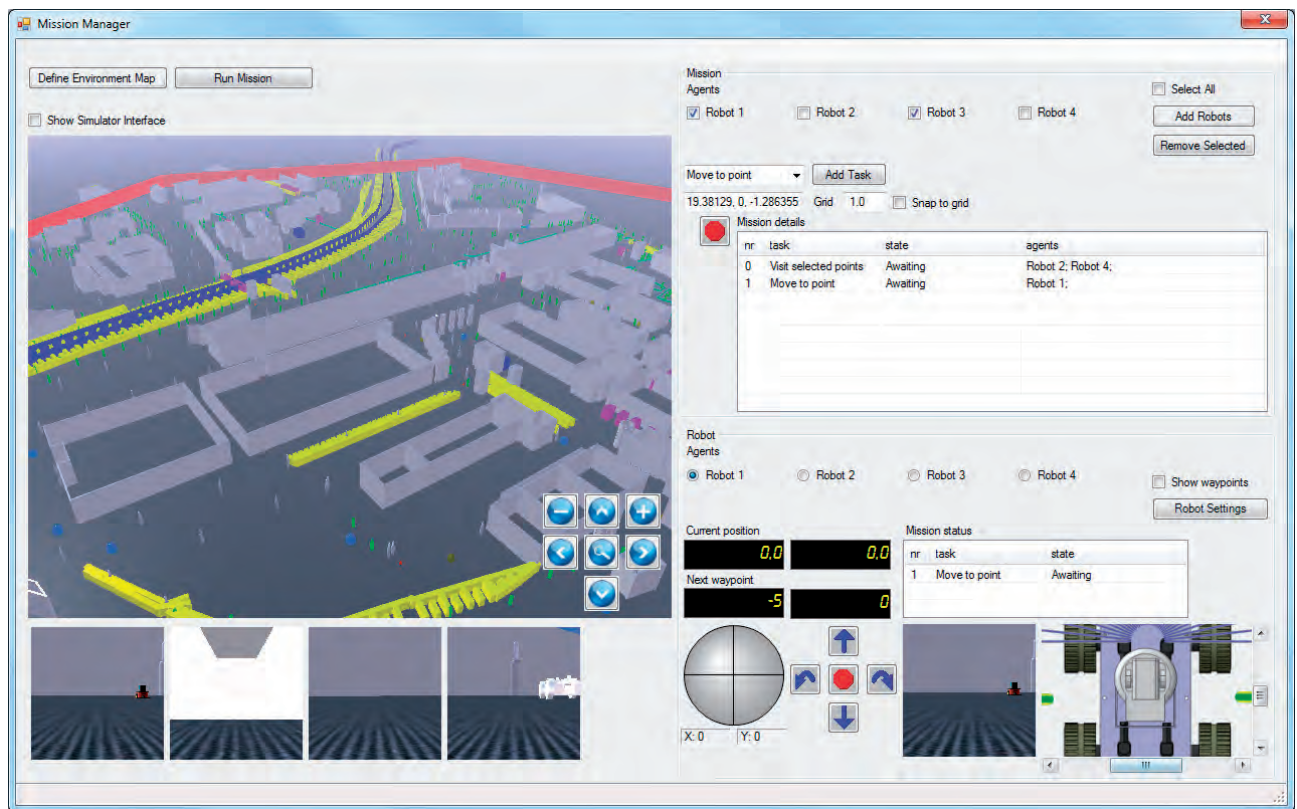 Mission Manager
Define Environment Map
Run Mission
Show Simulator Interface
Mission
Agents
Select All
Robot 1 Robot 2 Robot 3 Robot 4
Add Robots
Remove Selected
Move to point Add Task
19.38129, 0, -1.286355 Grid 1.0 Snap to grid
Mission details
nr task state agents
0 Visit selected points Awaiting Robot 2; Robot 4;
1 Move to point Awaiting Robot 1;
Robot
Agents
Robot 1 Robot 2 Robot 3 Robot 4
Show waypoints
Robot Settings
Current position
0,0 0,0
Next waypoint
-5 0
Mission status
nr task state
1 Move to point Awaiting
X: 0 Y: 0